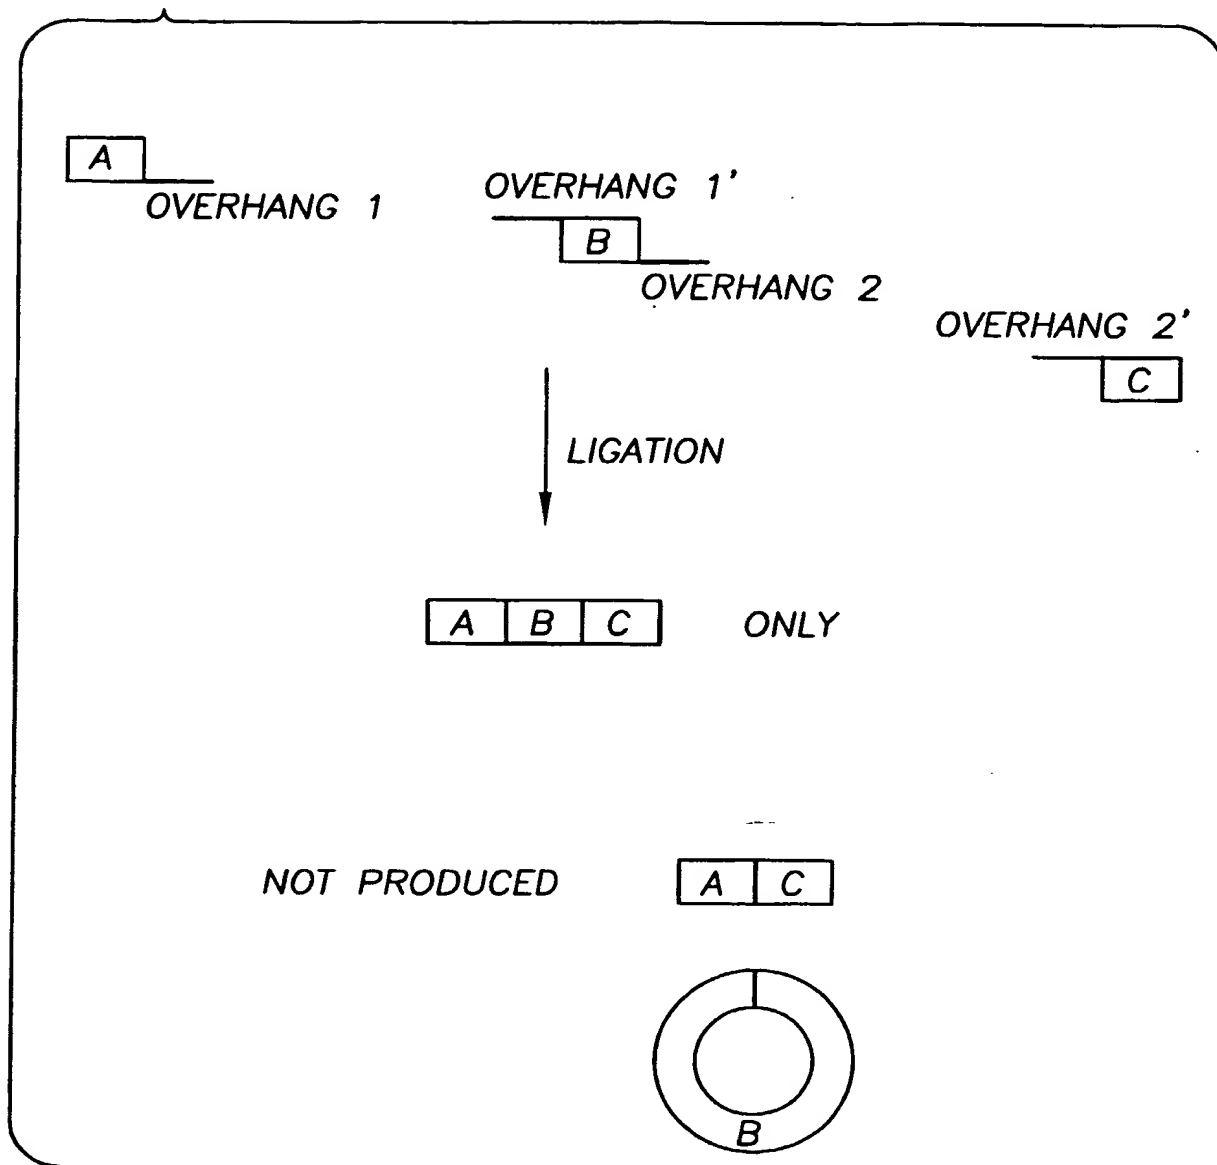 A
OVERHANG 1
OVERHANG 1'
B
OVERHANG 2
OVERHANG 2'
C
LIGATION
A B C ONLY
NOT PRODUCED A C
B